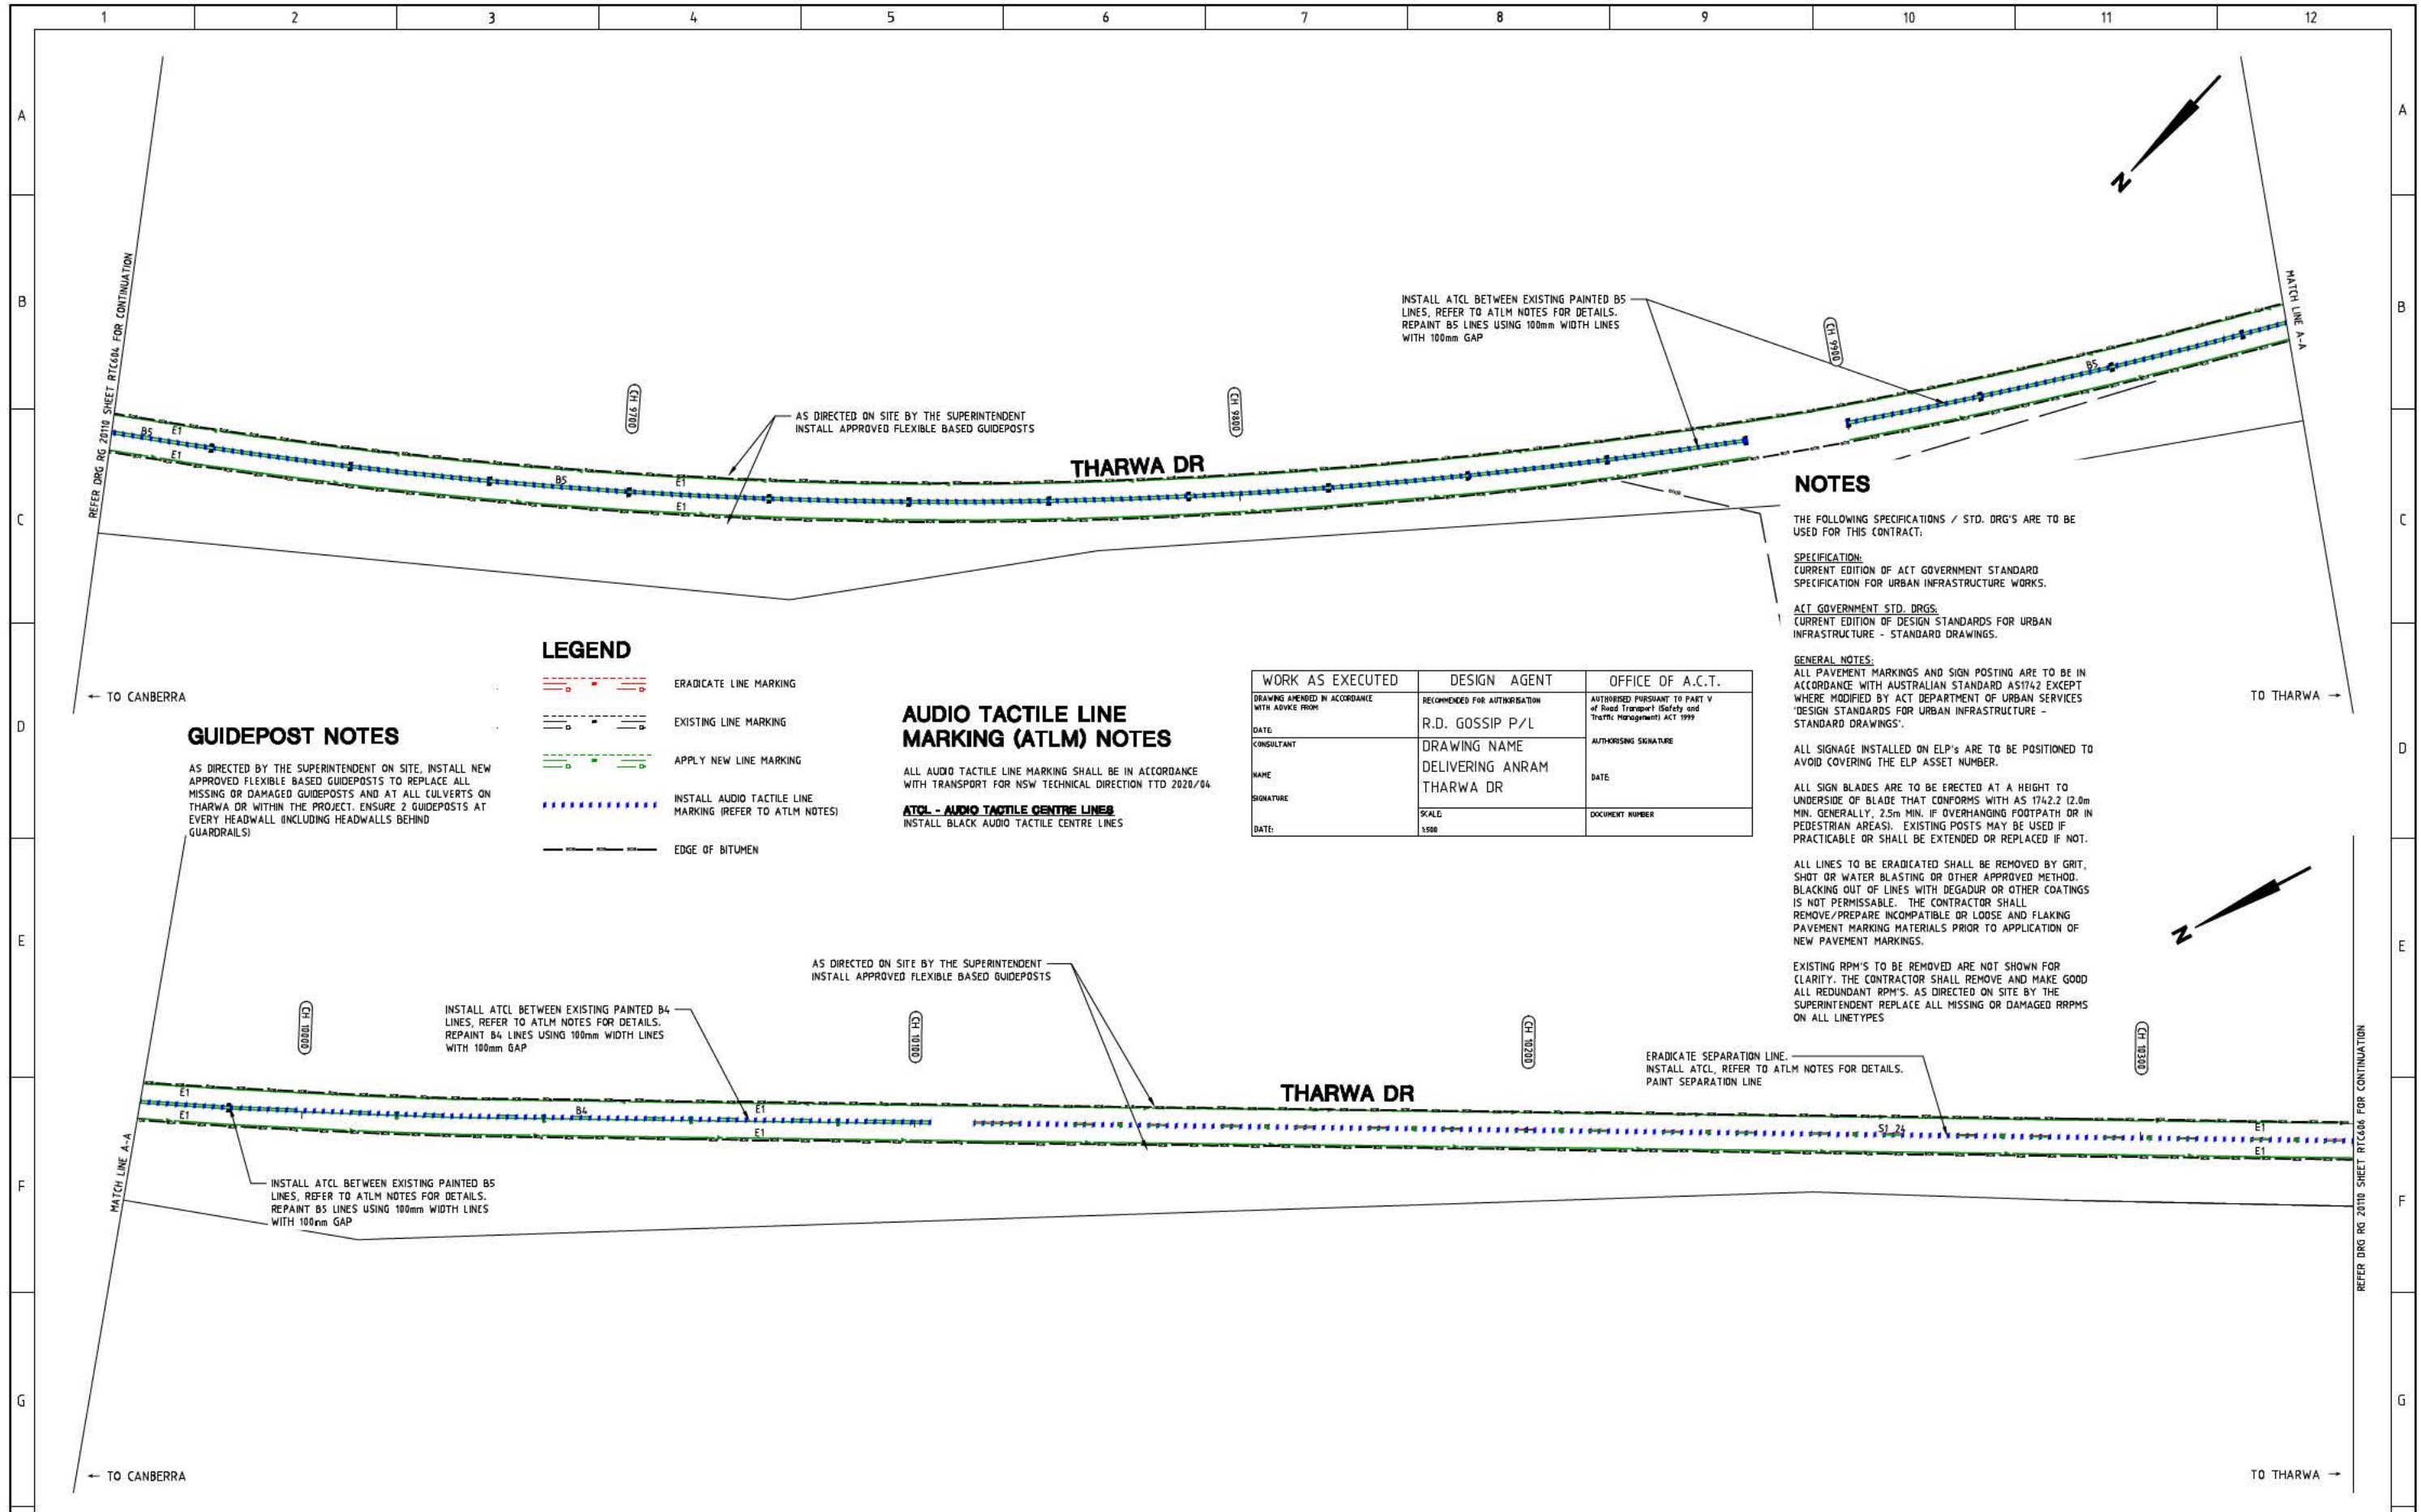 1 2 3 4 5 6 7 8 9 10 11 12
A A
N
REFER DRG RG 20110 SHEET RTC604 FOR CONTINUATION
B B
MATCH LINE A-A
INSTALL ATCL BETWEEN EXISTING PAINTED B5
LINES, REFER TO ATLM NOTES FOR DETAILS.
REPAINT B5 LINES USING 100mm WIDTH LINES
WITH 100mm GAP
CH 9900
B5
CH 9700
CH 9800
AS DIRECTED ON SITE BY THE SUPERINTENDENT
INSTALL APPROVED FLEXIBLE BASED GUIDEPOSTS
B5 E1
E1
THARWA DR
B5
E1
E1
C C
NOTES
THE FOLLOWING SPECIFICATIONS / STD. DRG'S ARE TO BE
USED FOR THIS CONTRACT:
SPECIFICATION:
CURRENT EDITION OF ACT GOVERNMENT STANDARD
SPECIFICATION FOR URBAN INFRASTRUCTURE WORKS.
ACT GOVERNMENT STD. DRGS:
CURRENT EDITION OF DESIGN STANDARDS FOR URBAN
INFRASTRUCTURE - STANDARD DRAWINGS.
GENERAL NOTES:
ALL PAVEMENT MARKINGS AND SIGN POSTING ARE TO BE IN
ACCORDANCE WITH AUSTRALIAN STANDARD AS1742 EXCEPT
WHERE MODIFIED BY ACT DEPARTMENT OF URBAN SERVICES
'DESIGN STANDARDS FOR URBAN INFRASTRUCTURE -
STANDARD DRAWINGS'.
ALL SIGNAGE INSTALLED ON ELP's ARE TO BE POSITIONED TO
AVOID COVERING THE ELP ASSET NUMBER.
ALL SIGN BLADES ARE TO BE ERECTED AT A HEIGHT TO
UNDERSIDE OF BLADE THAT CONFORMS WITH AS 1742.2 (2.0m
MIN. GENERALLY, 2.5m MIN. IF OVERHANGING FOOTPATH OR IN
PEDESTRIAN AREAS). EXISTING POSTS MAY BE USED IF
PRACTICABLE OR SHALL BE EXTENDED OR REPLACED IF NOT.
ALL LINES TO BE ERADICATED SHALL BE REMOVED BY GRIT,
SHOT OR WATER BLASTING OR OTHER APPROVED METHOD.
BLACKING OUT OF LINES WITH DEGADUR OR OTHER COATINGS
IS NOT PERMISSABLE. THE CONTRACTOR SHALL
REMOVE/PREPARE INCOMPATIBLE OR LOOSE AND FLAKING
PAVEMENT MARKING MATERIALS PRIOR TO APPLICATION OF
NEW PAVEMENT MARKINGS.
EXISTING RPM'S TO BE REMOVED ARE NOT SHOWN FOR
CLARITY. THE CONTRACTOR SHALL REMOVE AND MAKE GOOD
ALL REDUNDANT RPM'S. AS DIRECTED ON SITE BY THE
SUPERINTENDENT REPLACE ALL MISSING OR DAMAGED RRPMS
ON ALL LINETYPES
← TO CANBERRA
TO THARWA →
LEGEND
ERADICATE LINE MARKING
EXISTING LINE MARKING
APPLY NEW LINE MARKING
INSTALL AUDIO TACTILE LINE
MARKING (REFER TO ATLM NOTES)
EDGE OF BITUMEN
D D
GUIDEPOST NOTES
AS DIRECTED BY THE SUPERINTENDENT ON SITE, INSTALL NEW
APPROVED FLEXIBLE BASED GUIDEPOSTS TO REPLACE ALL
MISSING OR DAMAGED GUIDEPOSTS AND AT ALL CULVERTS ON
THARWA DR WITHIN THE PROJECT. ENSURE 2 GUIDEPOSTS AT
EVERY HEADWALL (INCLUDING HEADWALLS BEHIND
GUARDRAILS)
AUDIO TACTILE LINE
MARKING (ATLM) NOTES
ALL AUDIO TACTILE LINE MARKING SHALL BE IN ACCORDANCE
WITH TRANSPORT FOR NSW TECHNICAL DIRECTION TTD 2020/04
ATCL - AUDIO TACTILE CENTRE LINES
INSTALL BLACK AUDIO TACTILE CENTRE LINES
WORK AS EXECUTED
DRAWING AMENDED IN ACCORDANCE
WITH ADVICE FROM
DATE:
CONSULTANT
NAME
SIGNATURE
DATE:
DESIGN AGENT
RECOMMENDED FOR AUTHORISATION
R.D. GOSSIP P/L
DRAWING NAME
DELIVERING ANRAM
THARWA DR
SCALE:
1:500
OFFICE OF A.C.T.
AUTHORISED PURSUANT TO PART V
of Road Transport (Safety and
Traffic Management) ACT 1999
AUTHORISING SIGNATURE
DATE:
DOCUMENT NUMBER
N
E E
AS DIRECTED ON SITE BY THE SUPERINTENDENT
INSTALL APPROVED FLEXIBLE BASED GUIDEPOSTS
INSTALL ATCL BETWEEN EXISTING PAINTED B4
LINES, REFER TO ATLM NOTES FOR DETAILS.
REPAINT B4 LINES USING 100mm WIDTH LINES
WITH 100mm GAP
CH 10000
CH 10100
CH 10200
CH 10300
ERADICATE SEPARATION LINE.
INSTALL ATCL, REFER TO ATLM NOTES FOR DETAILS.
PAINT SEPARATION LINE
THARWA DR
E1
E1
B4
E1
E1
S1 24
E1
E1
MATCH LINE A-A
REFER DRG RG 20110 SHEET RTC606 FOR CONTINUATION
F F
INSTALL ATCL BETWEEN EXISTING PAINTED B5
LINES, REFER TO ATLM NOTES FOR DETAILS.
REPAINT B5 LINES USING 100mm WIDTH LINES
WITH 100mm GAP
G G
← TO CANBERRA
TO THARWA →